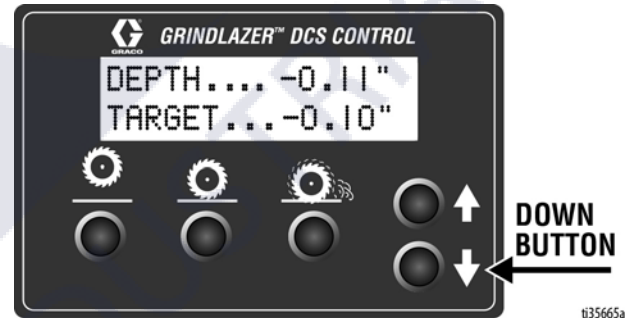 GRACO
GRINDLAZER™ DCS CONTROL
DEPTH.... -0.11"
TARGET...-0.10"
DOWN
BUTTON
ti35665a